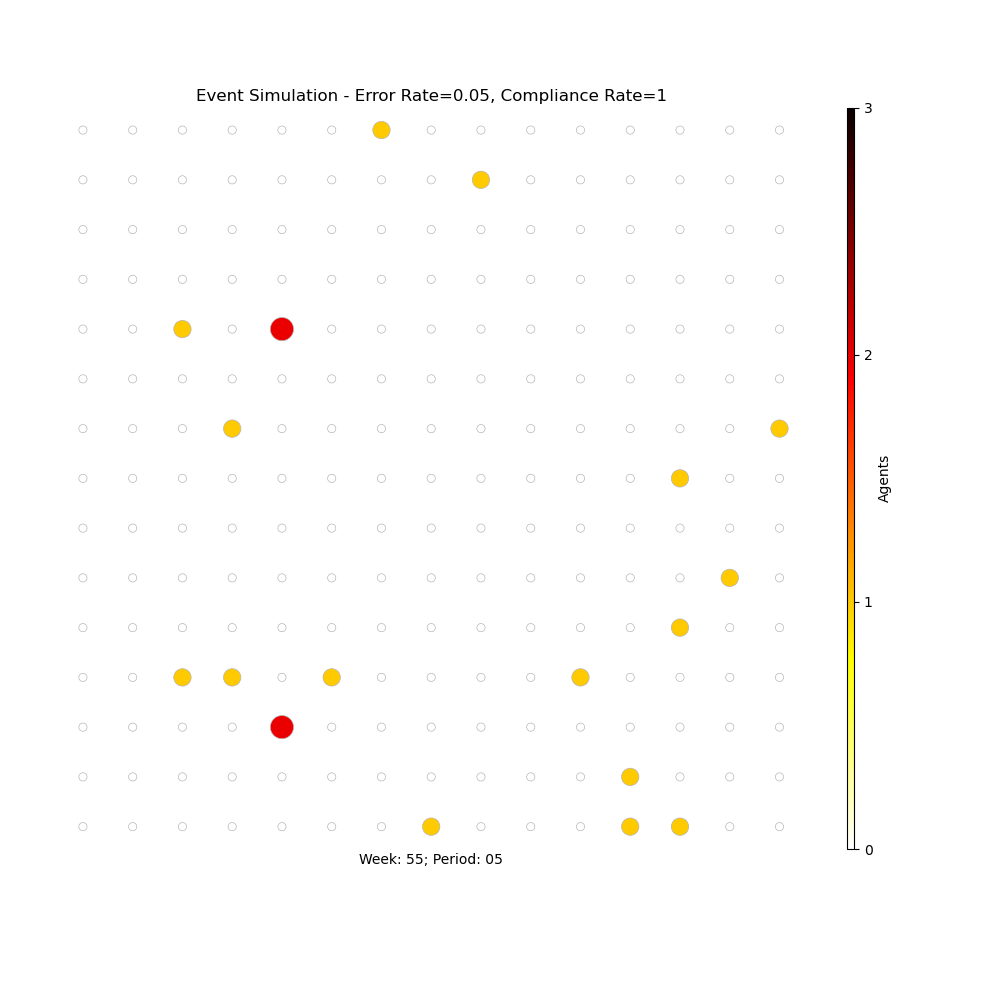 Event Simulation - Error Rate=0.05, Compliance Rate=1
3
2
Agents
1
0
Week: 55; Period: 05